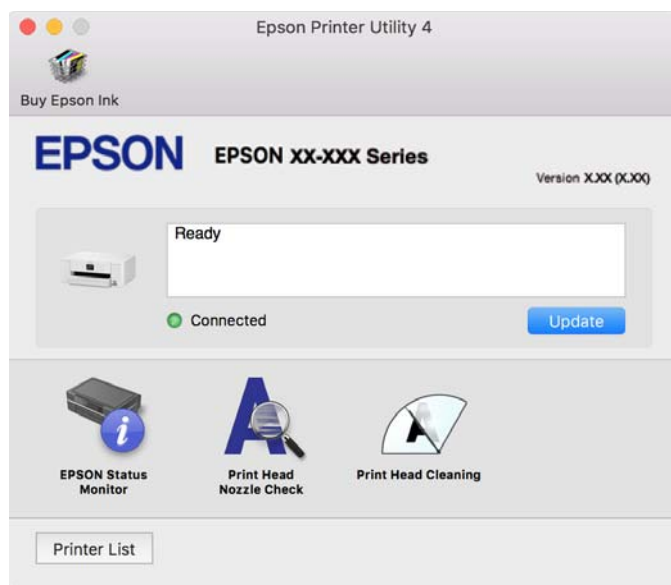 Epson Printer Utility 4
Buy Epson Ink
EPSON
EPSON XX-XXX Series
Version X.XX (X.XX)
Ready
Connected
Update
EPSON Status
Monitor
Print Head
Nozzle Check
Print Head Cleaning
Printer List